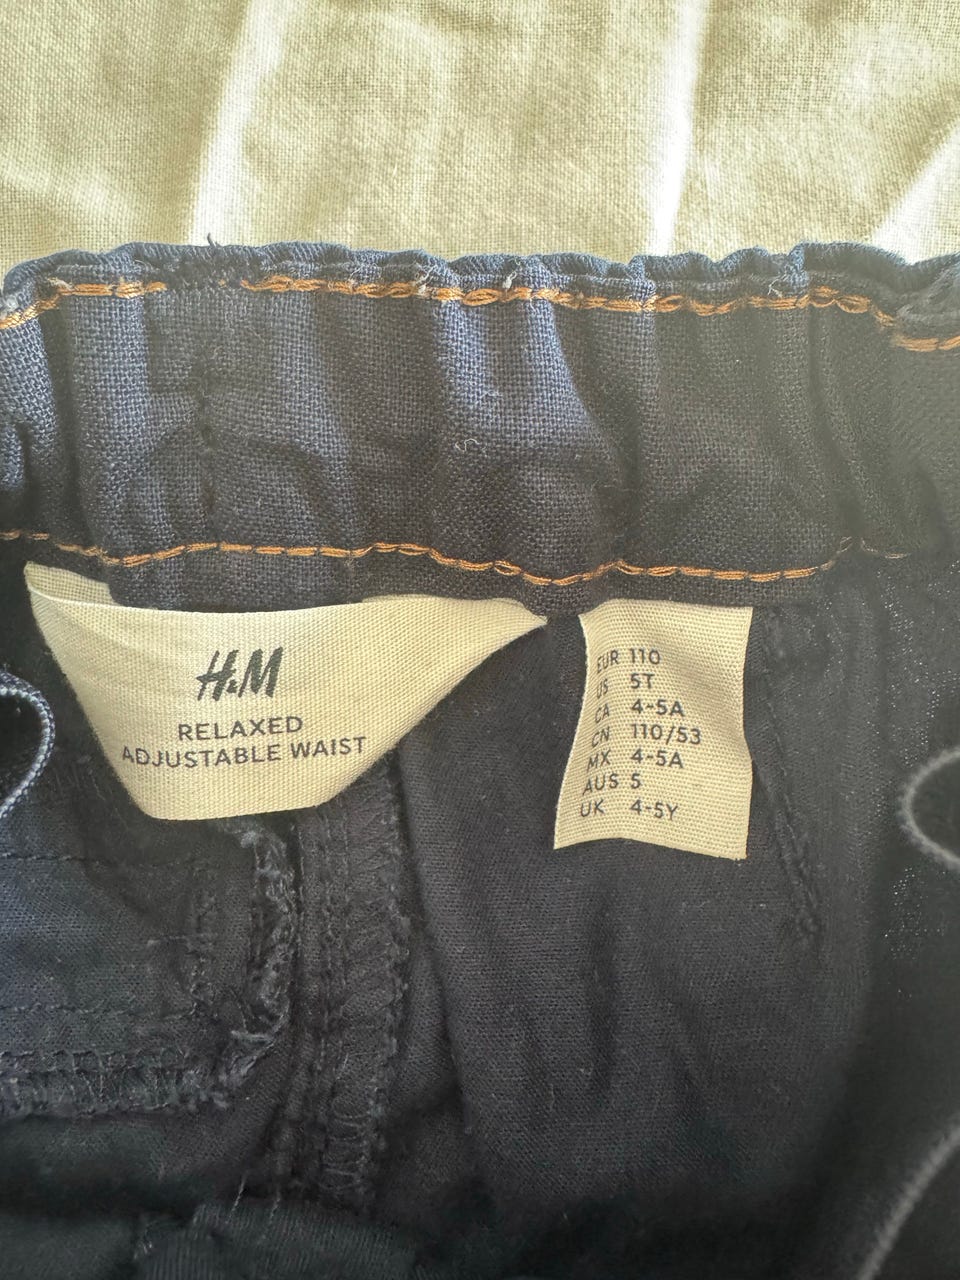 H&M
RELAXED
ADJUSTABLE WAIST
EUR 110
US 5T
CA 4-5A
CN 110/53
MX 4-5A
AUS 5
UK 4-5Y